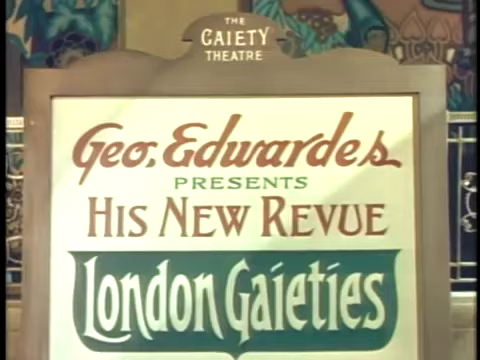 THE
GAIETY
THEATRE
Geo. Edwardes
PRESENTS
HIS NEW REVUE
London Gaieties